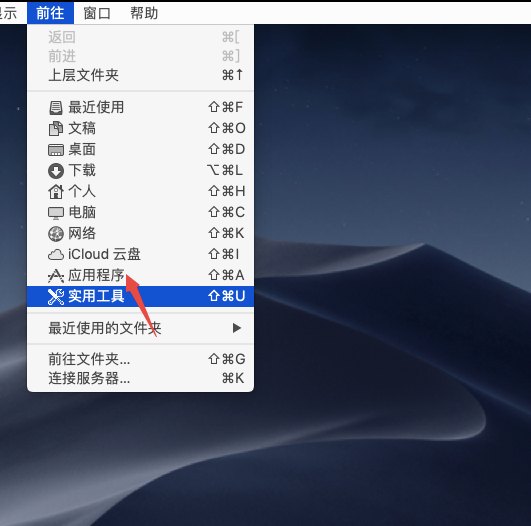 显示 前往 窗口 帮助
返回 ⌘[
前进 ⌘]
上层文件夹 ⌘↑
最近使用 ⇧⌘F
文稿 ⇧⌘O
桌面 ⇧⌘D
下载 ⌥⌘L
个人 ⇧⌘H
电脑 ⇧⌘C
网络 ⇧⌘K
iCloud 云盘 ⇧⌘I
应用程序 ⇧⌘A
实用工具 ⇧⌘U
最近使用的文件夹 ▶
前往文件夹... ⇧⌘G
连接服务器... ⌘K